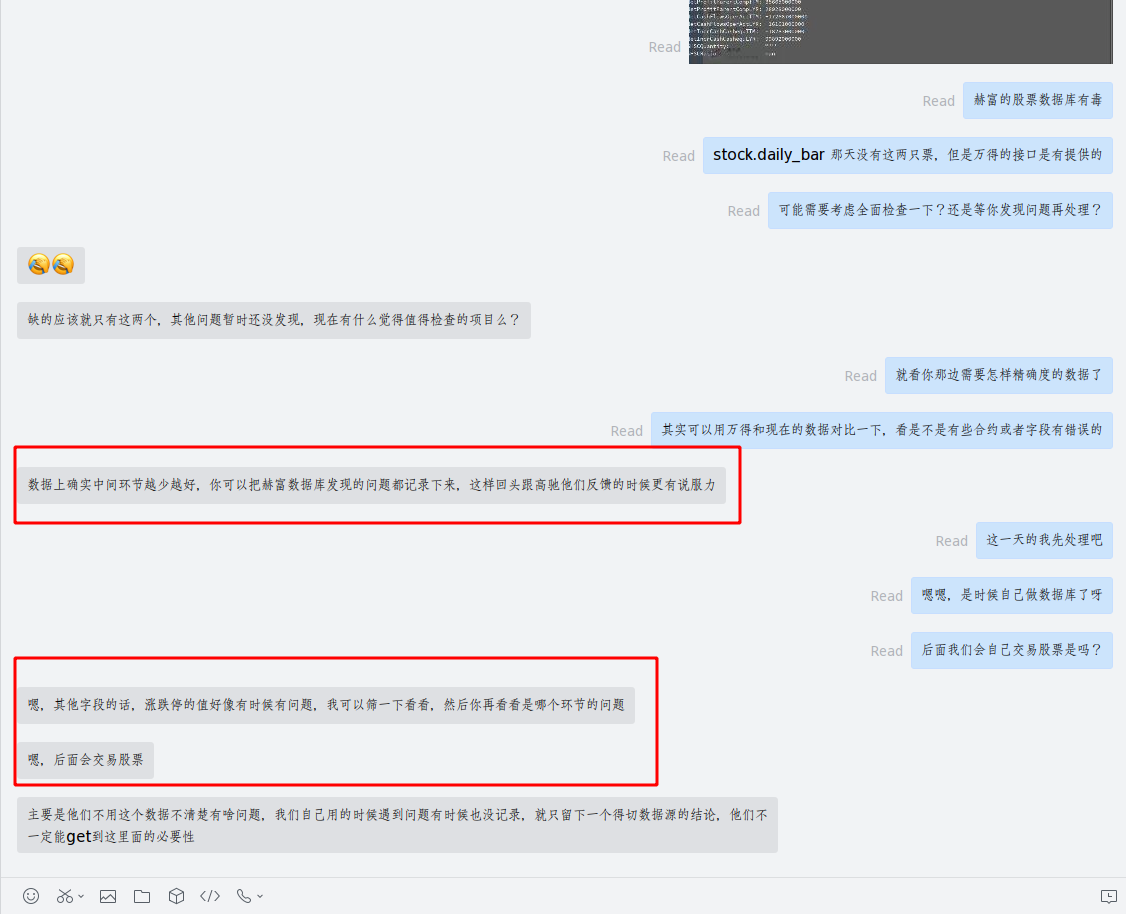 Read
赫富的股票数据库有毒
Read
stock.daily_bar 那天没有这两只票，但是万得的接口是有提供的
Read
可能需要考虑全面检查一下？还是等你发现问题再处理？
Read
缺的应该就只有这两个，其他问题暂时还没发现，现在有什么觉得值得检查的项目么？
就看你那边需要怎样精确度的数据了
Read
其实可以用万得和现在的数据对比一下，看是不是有些合约或者字段有错误的
Read
数据上确实中间环节越少越好，你可以把赫富数据库发现的问题都记录下来，这样回头跟高驰他们反馈的时候更有说服力
这一天的我先处理吧
Read
嗯嗯，是时候自己做数据库了呀
Read
后面我们会自己交易股票是吗？
Read
嗯，其他字段的话，涨跌停的值好像有时候有问题，我可以筛一下看看，然后你再看看是哪个环节的问题
嗯，后面会交易股票
主要是他们不用这个数据不清楚有啥问题，我们自己用的时候遇到问题有时候也没记录，就只留下一个得切数据源的结论，他们不
一定能get到这里面的必要性